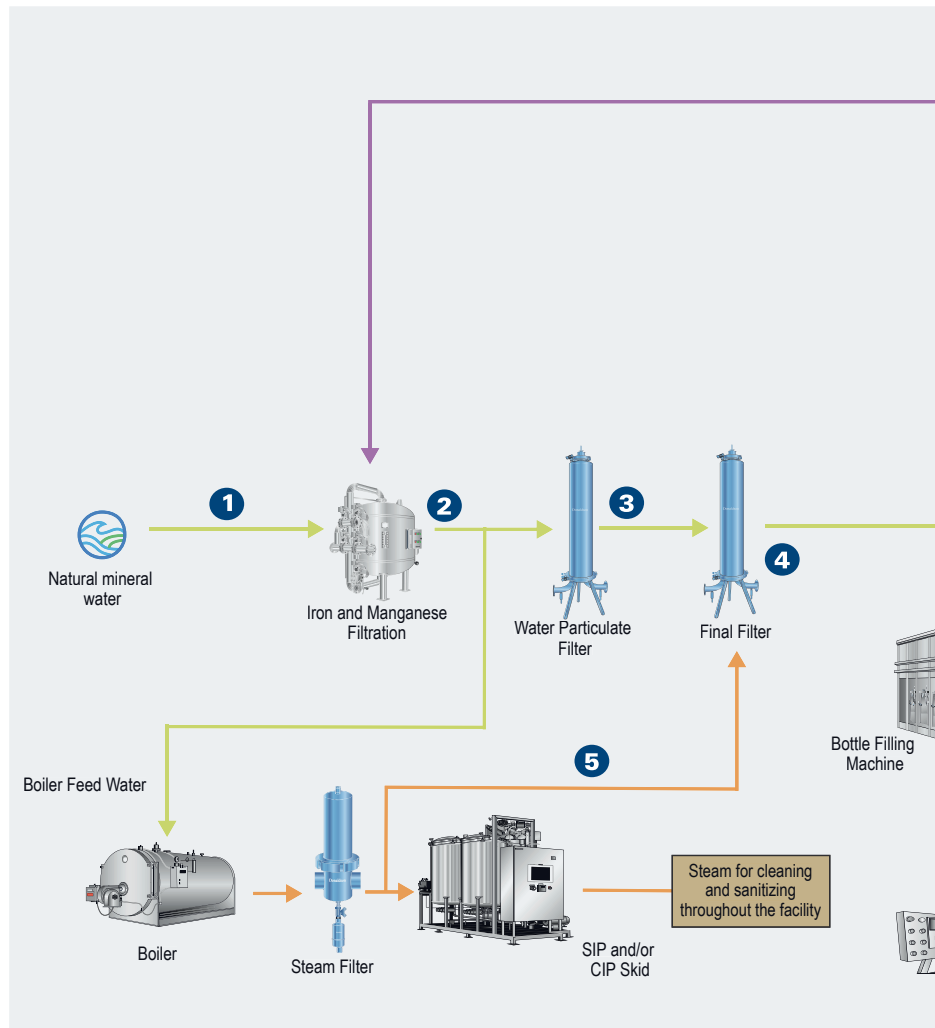 1
2
3
4
Natural mineral
water
Iron and Manganese
Filtration
Water Particulate
Filter
Final Filter
Bottle Filling
Machine
5
Boiler Feed Water
Boiler
Steam Filter
SIP and/or
CIP Skid
Steam for cleaning
and sanitizing
throughout the facility